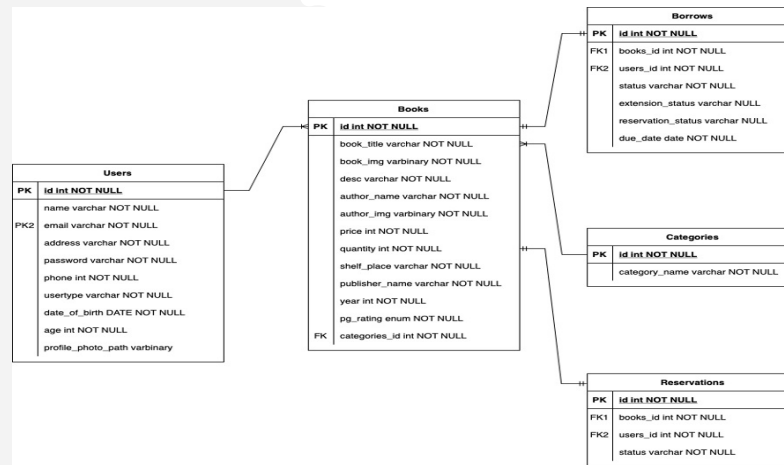 Users
PK id int NOT NULL
name varchar NOT NULL
PK2 email varchar NOT NULL
address varchar NOT NULL
password varchar NOT NULL
phone int NOT NULL
usertype varchar NOT NULL
date_of_birth DATE NOT NULL
age int NOT NULL
profile_photo_path varbinary
Books
PK id int NOT NULL
book_title varchar NOT NULL
book_img varbinary NOT NULL
desc varchar NOT NULL
author_name varchar NOT NULL
author_img varbinary NOT NULL
price int NOT NULL
quantity int NOT NULL
shelf_place varchar NOT NULL
publisher_name varchar NOT NULL
year int NOT NULL
pg_rating enum NOT NULL
FK categories_id int NOT NULL
Borrows
PK id int NOT NULL
FK1 books_id int NOT NULL
FK2 users_id int NOT NULL
status varchar NOT NULL
extension_status varchar NULL
reservation_status varchar NULL
due_date date NOT NULL
Categories
PK id int NOT NULL
category_name varchar NOT NULL
Reservations
PK id int NOT NULL
FK1 books_id int NOT NULL
FK2 users_id int NOT NULL
status varchar NOT NULL